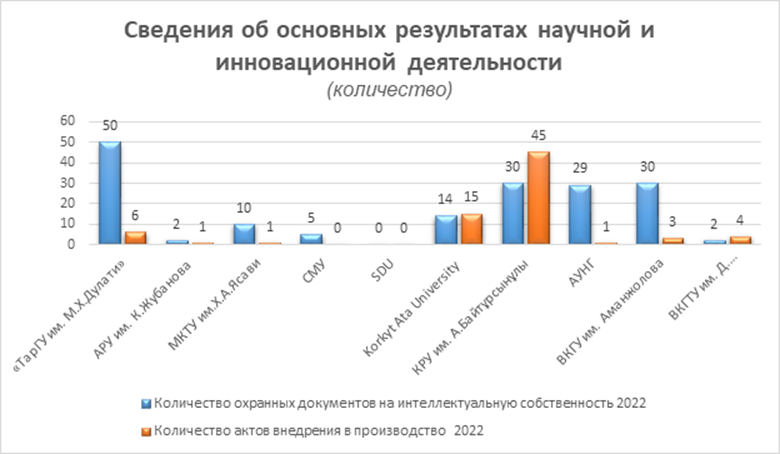 Сведения об основных результатах научной и
инновационной деятельности
(количество)
60
50
40
30
20
10
0
50
6
2
1
10
1
5
0
0
0
14
15
30
45
29
1
30
3
2
4
«ТарГУ им. М.Х.Дулати»
АРУ им. К.Жубанова
МКТУ им.Х.А.Ясави
СМУ
SDU
Korkyt Ata University
КРУ им. А.Байтұрсынұлы
АУНГ
ВКГУ им. Аманжолова
ВКГТУ им. Д. ...
Количество охранных документов на интеллектуальную собственность 2022
Количество актов внедрения в производство 2022